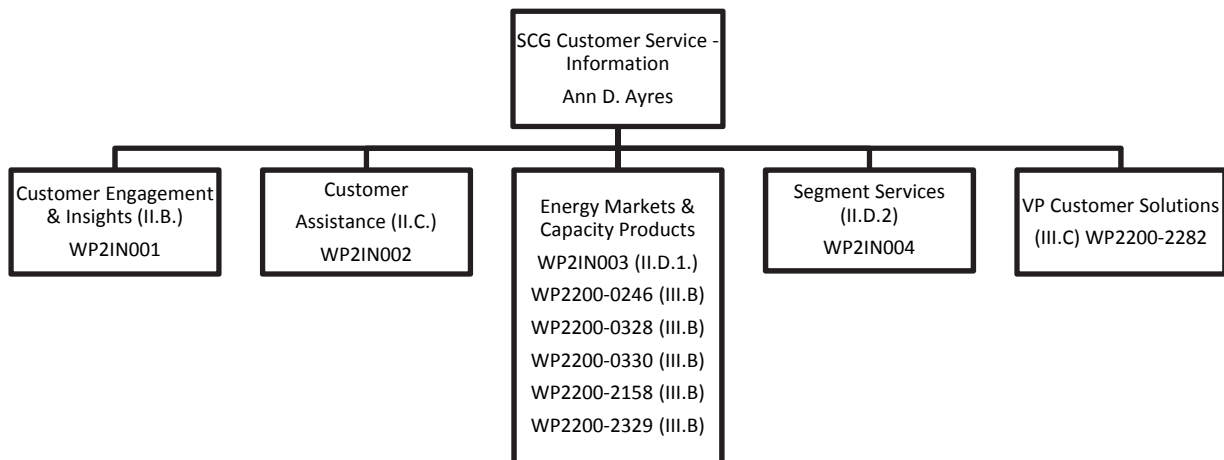 SCG Customer Service -
Information
Ann D. Ayres
Customer Engagement
& Insights (II.B.)
WP2IN001
Customer
Assistance (II.C.)
WP2IN002
Energy Markets &
Capacity Products
WP2IN003 (II.D.1.)
WP2200-0246 (III.B)
WP2200-0328 (III.B)
WP2200-0330 (III.B)
WP2200-2158 (III.B)
WP2200-2329 (III.B)
Segment Services
(II.D.2)
WP2IN004
VP Customer Solutions
(III.C) WP2200-2282